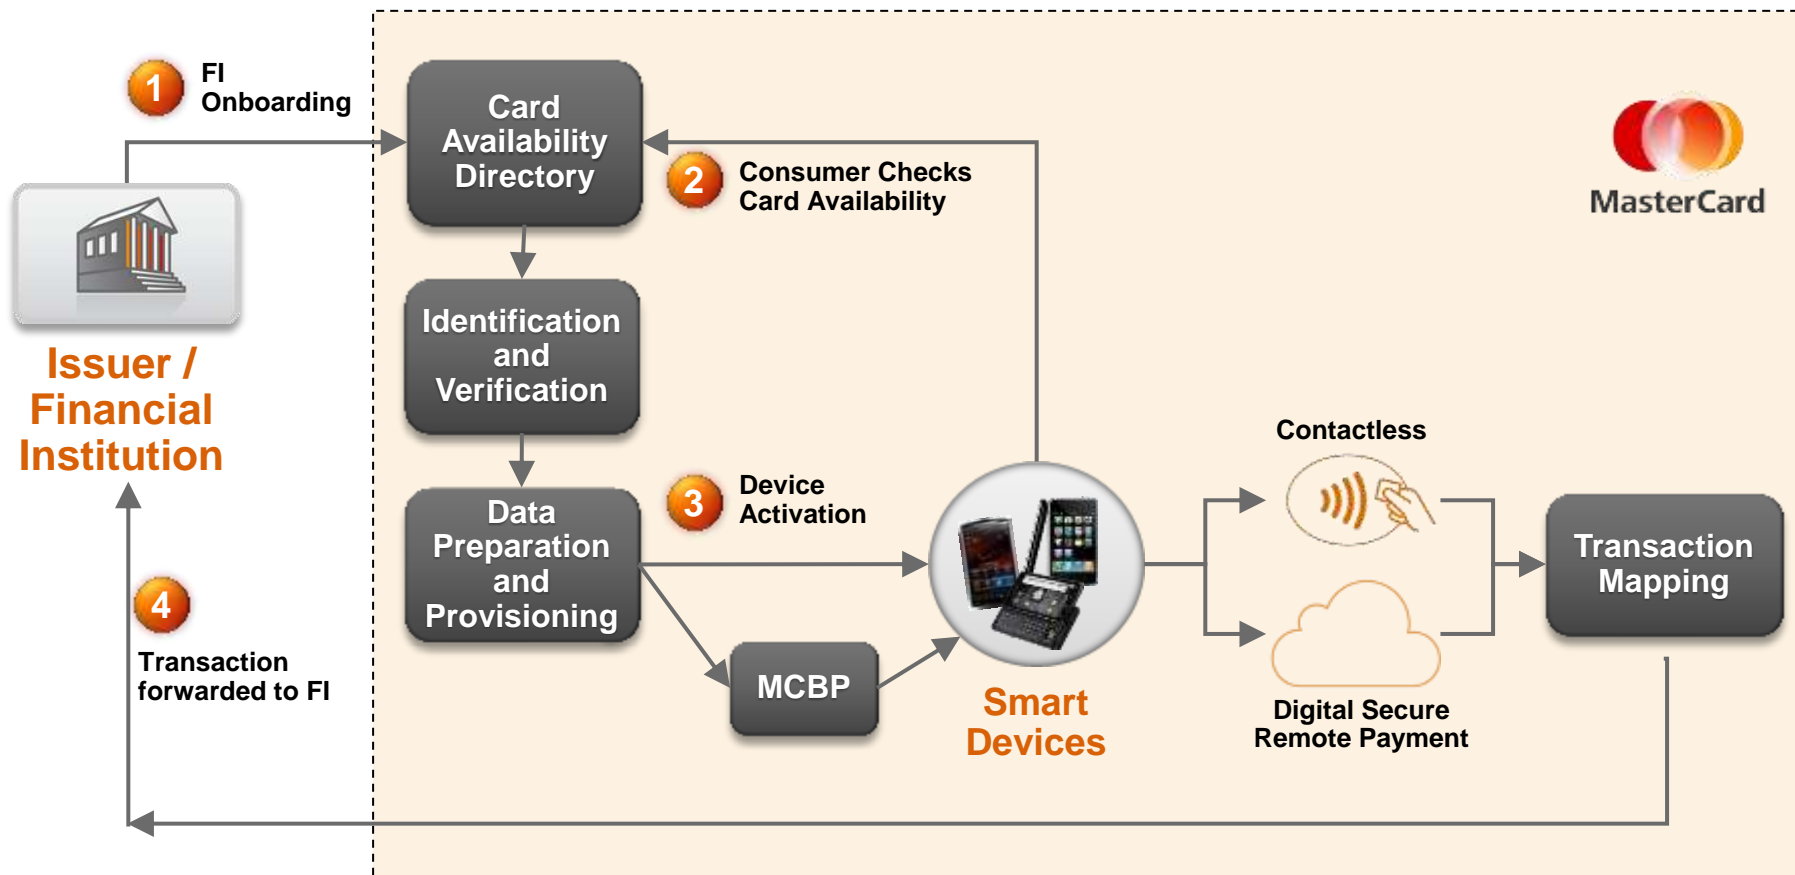 1
FI
Onboarding
Card
Availability
Directory
2
Consumer Checks
Card Availability
MasterCard
Identification
and
Verification
Issuer /
Financial
Institution
Data
Preparation
and
Provisioning
3
Device
Activation
MCBP
Smart
Devices
Contactless
Digital Secure
Remote Payment
Transaction
Mapping
4
Transaction
forwarded to FI